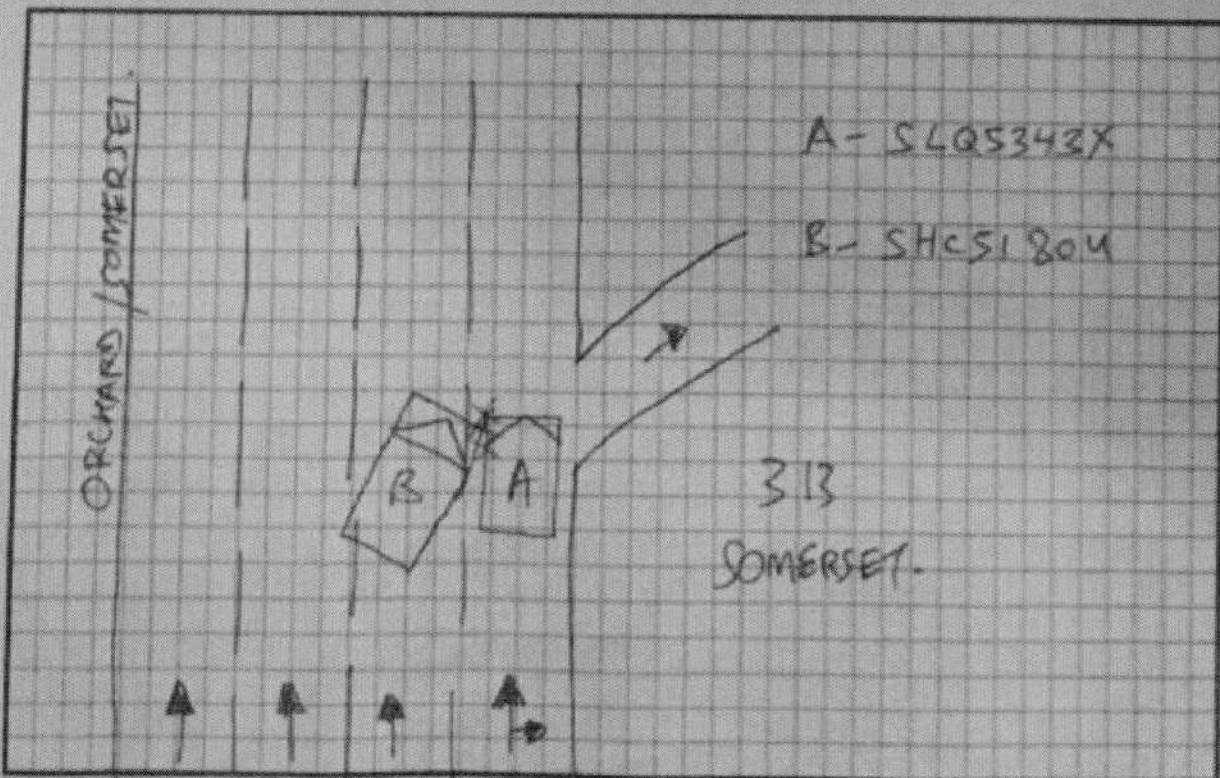 ORCHARD / SOMERSET.
A - SLQ5343X
B - SHC5180U
B
A
313
SOMERSET.